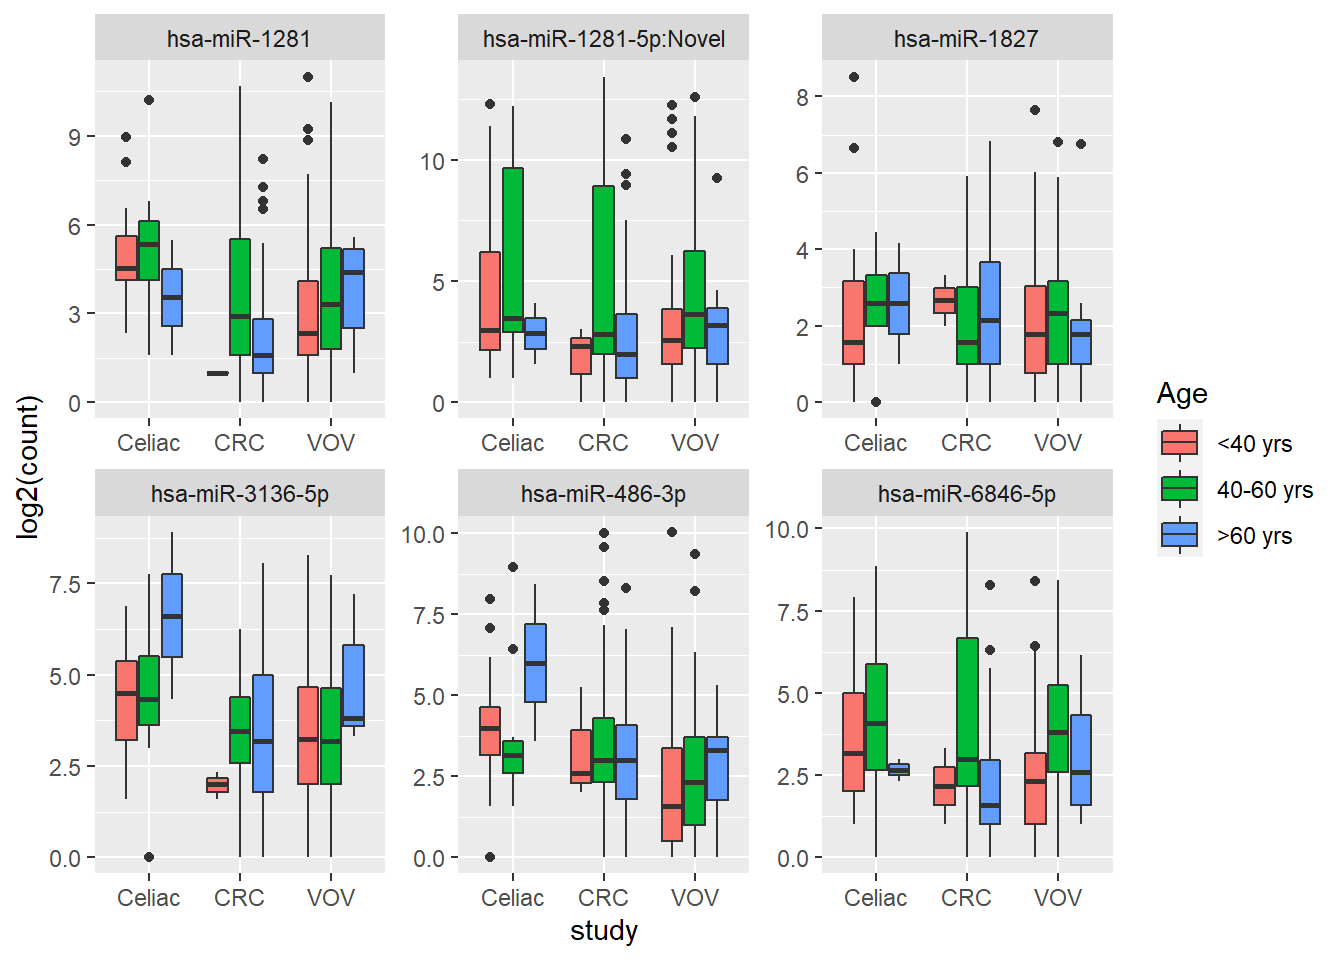 hsa-miR-1281 hsa-miR-1281-5p:Novel hsa-miR-1827
9
6
3
0
Celiac CRC VOV
10
5
0
Celiac CRC VOV
8
6
4
2
0
Celiac CRC VOV
hsa-miR-3136-5p hsa-miR-486-3p hsa-miR-6846-5p
7.5
5.0
2.5
0.0
Celiac CRC VOV
10.0
7.5
5.0
2.5
0.0
Celiac CRC VOV
10.0
7.5
5.0
2.5
0.0
Celiac CRC VOV
log2(count)
study
Age
<40 yrs
40-60 yrs
>60 yrs